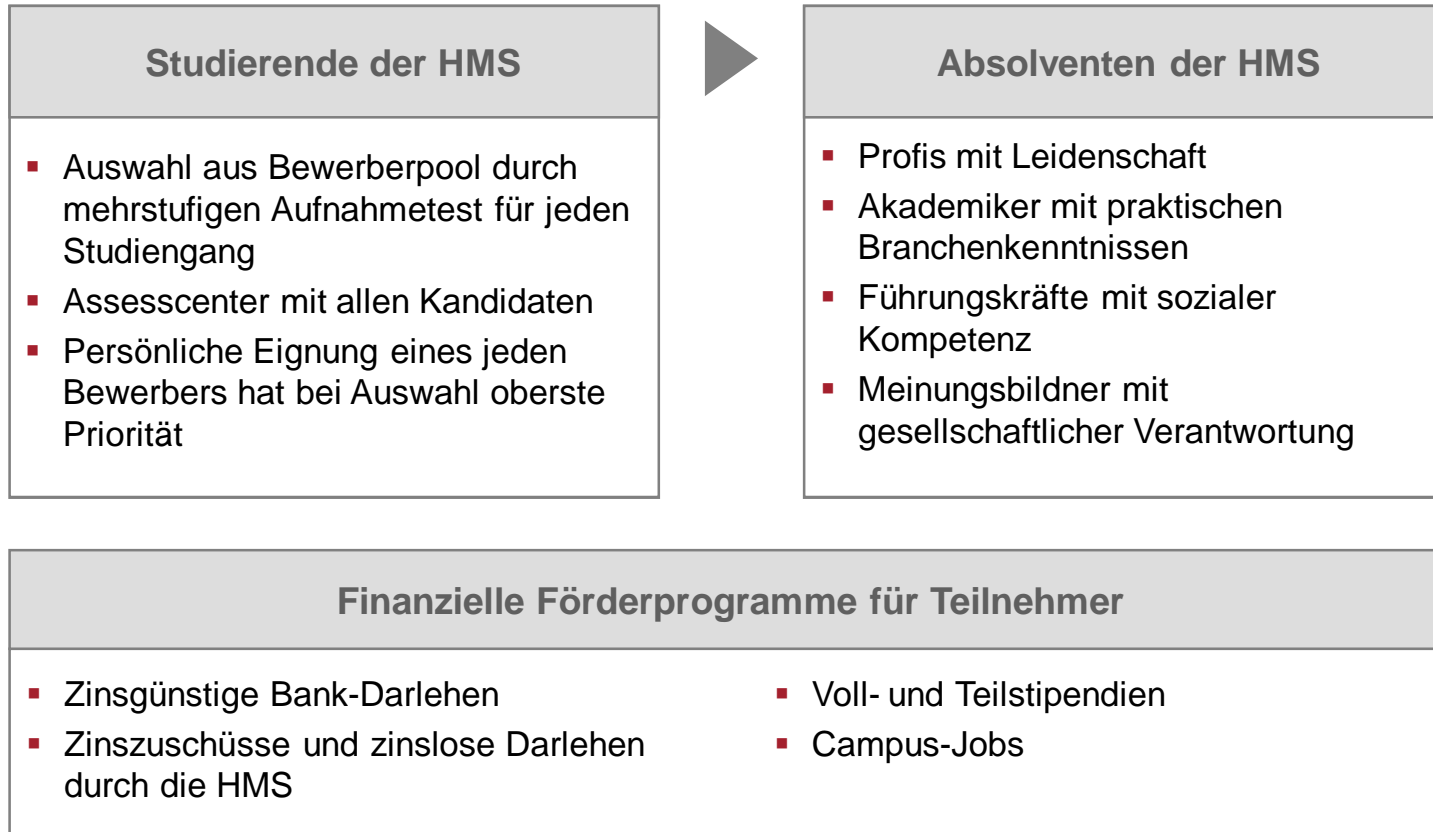 Studierende der HMS
Auswahl aus Bewerberpool durch
mehrstufigen Aufnahmetest für jeden
Studiengang
Assesscenter mit allen Kandidaten
Persönliche Eignung eines jeden
Bewerbers hat bei Auswahl oberste
Priorität
Absolventen der HMS
Profis mit Leidenschaft
Akademiker mit praktischen
Branchenkenntnissen
Führungskräfte mit sozialer
Kompetenz
Meinungsbildner mit
gesellschaftlicher Verantwortung
Finanzielle Förderprogramme für Teilnehmer
Zinsgünstige Bank-Darlehen
Zinszuschüsse und zinslose Darlehen
durch die HMS
Voll- und Teilstipendien
Campus-Jobs